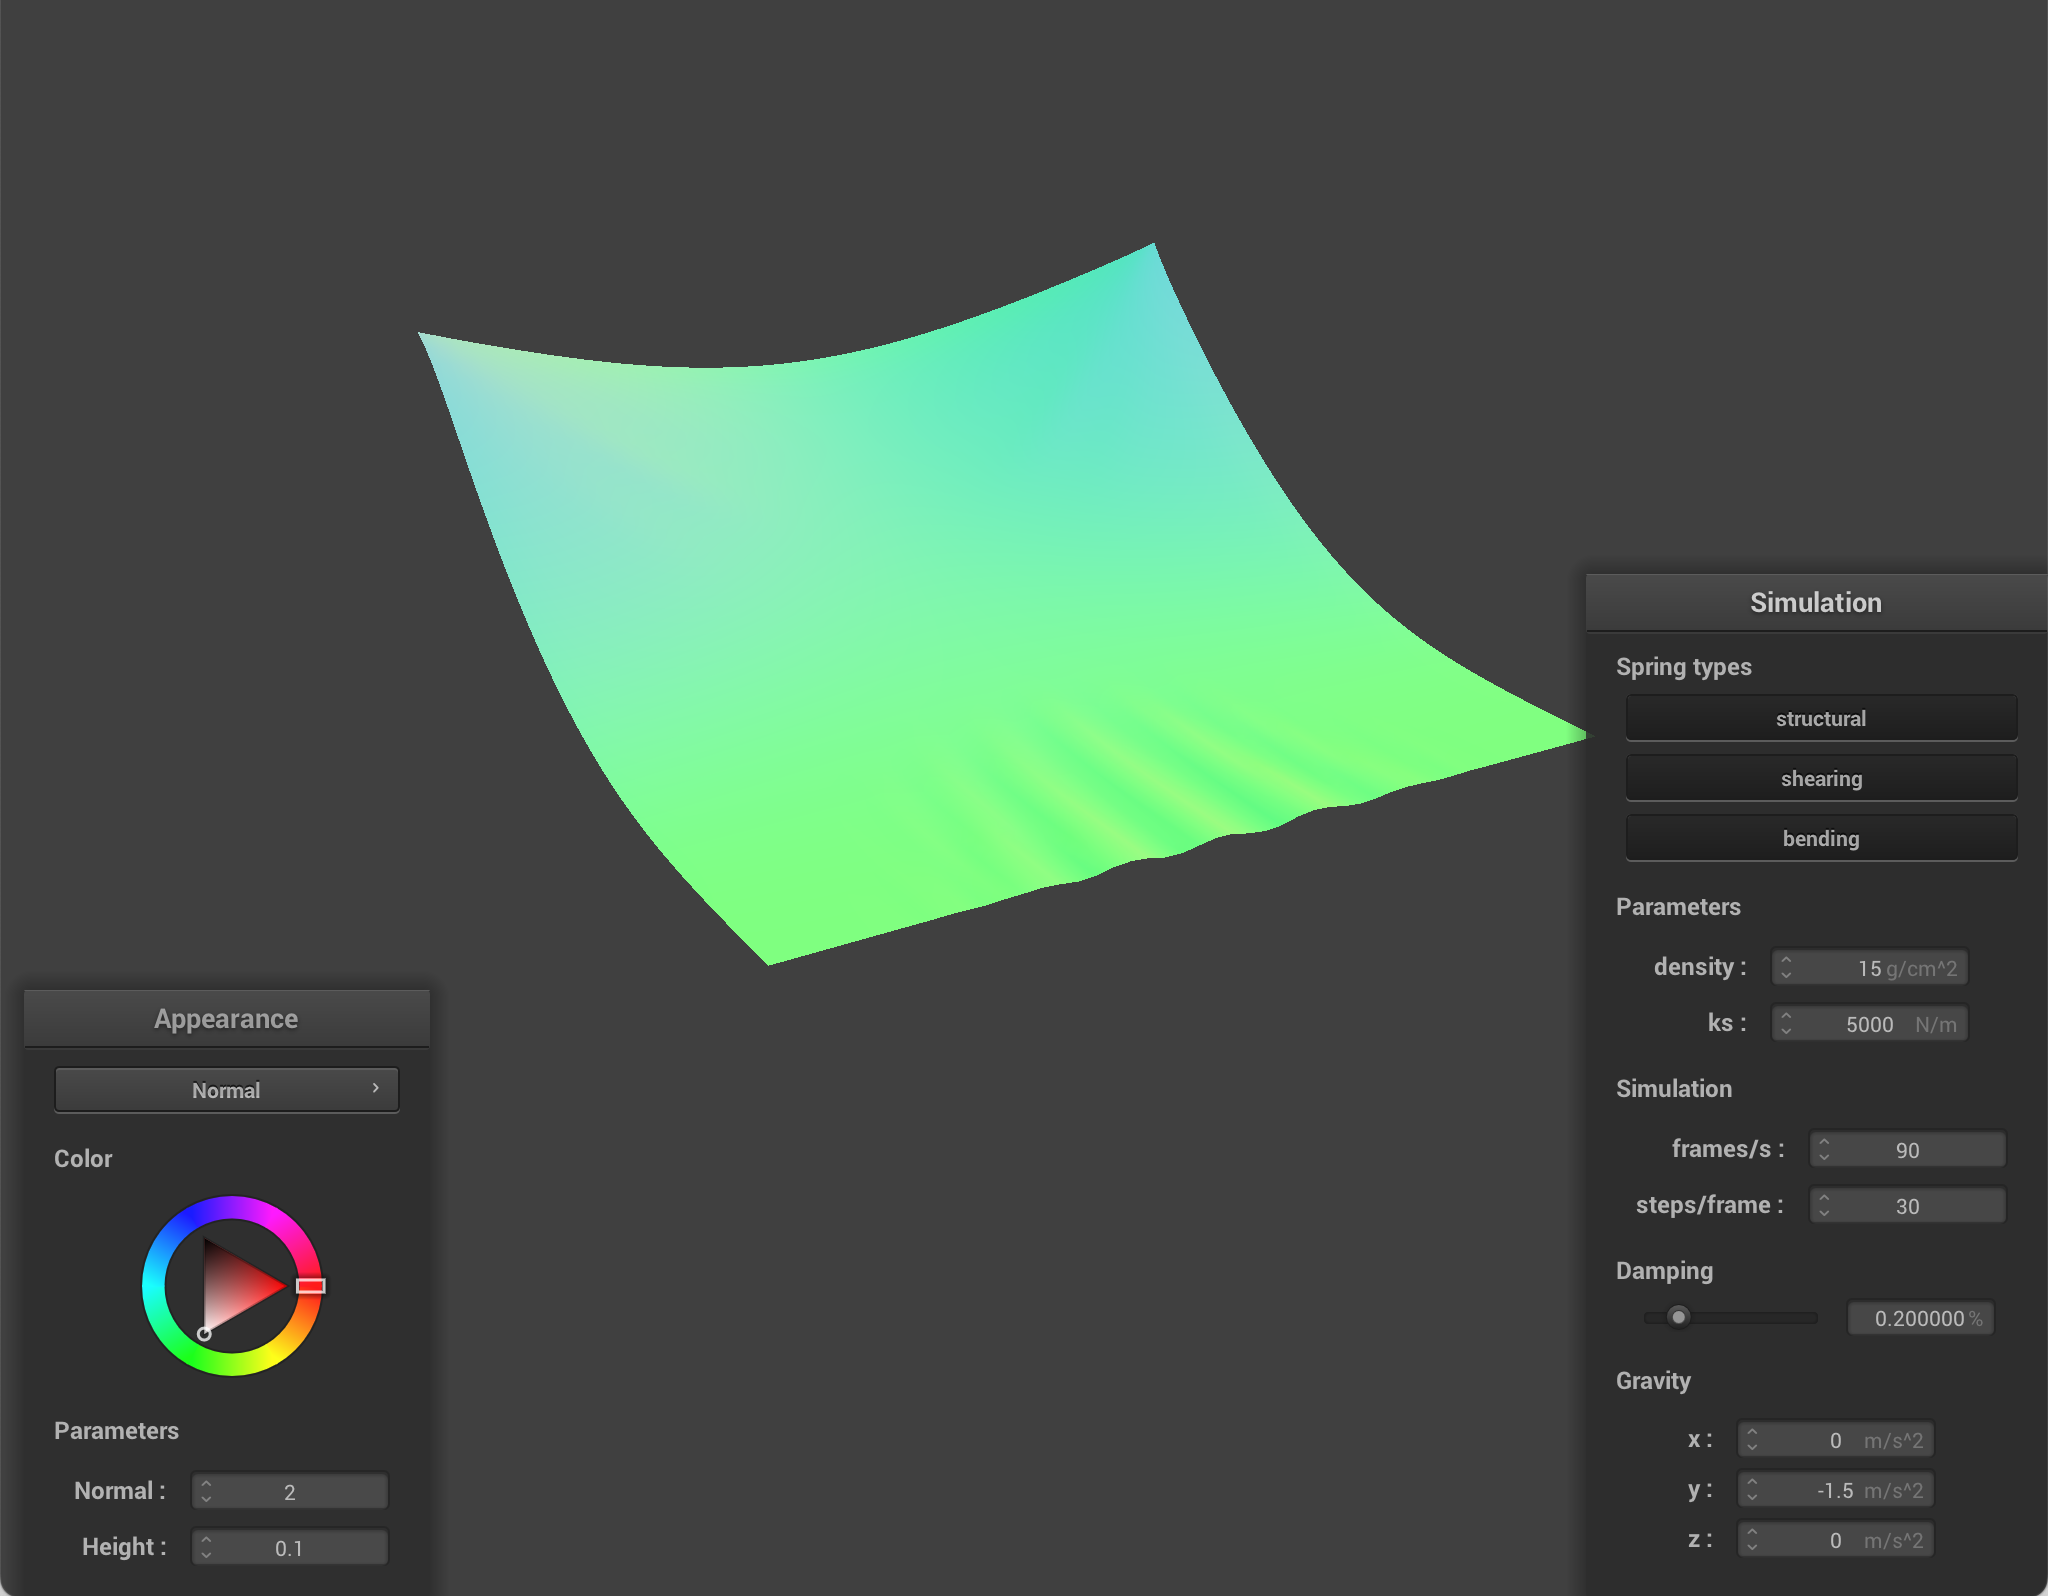 Simulation
Spring types
structural
shearing
bending
Parameters
density : 15 g/cm^2
ks : 5000 N/m
Simulation
frames/s : 90
steps/frame : 30
Damping
0.200000 %
Gravity
x : 0 m/s^2
y : -1.5 m/s^2
z : 0 m/s^2
Appearance
Normal
Color
Parameters
Normal : 2
Height : 0.1